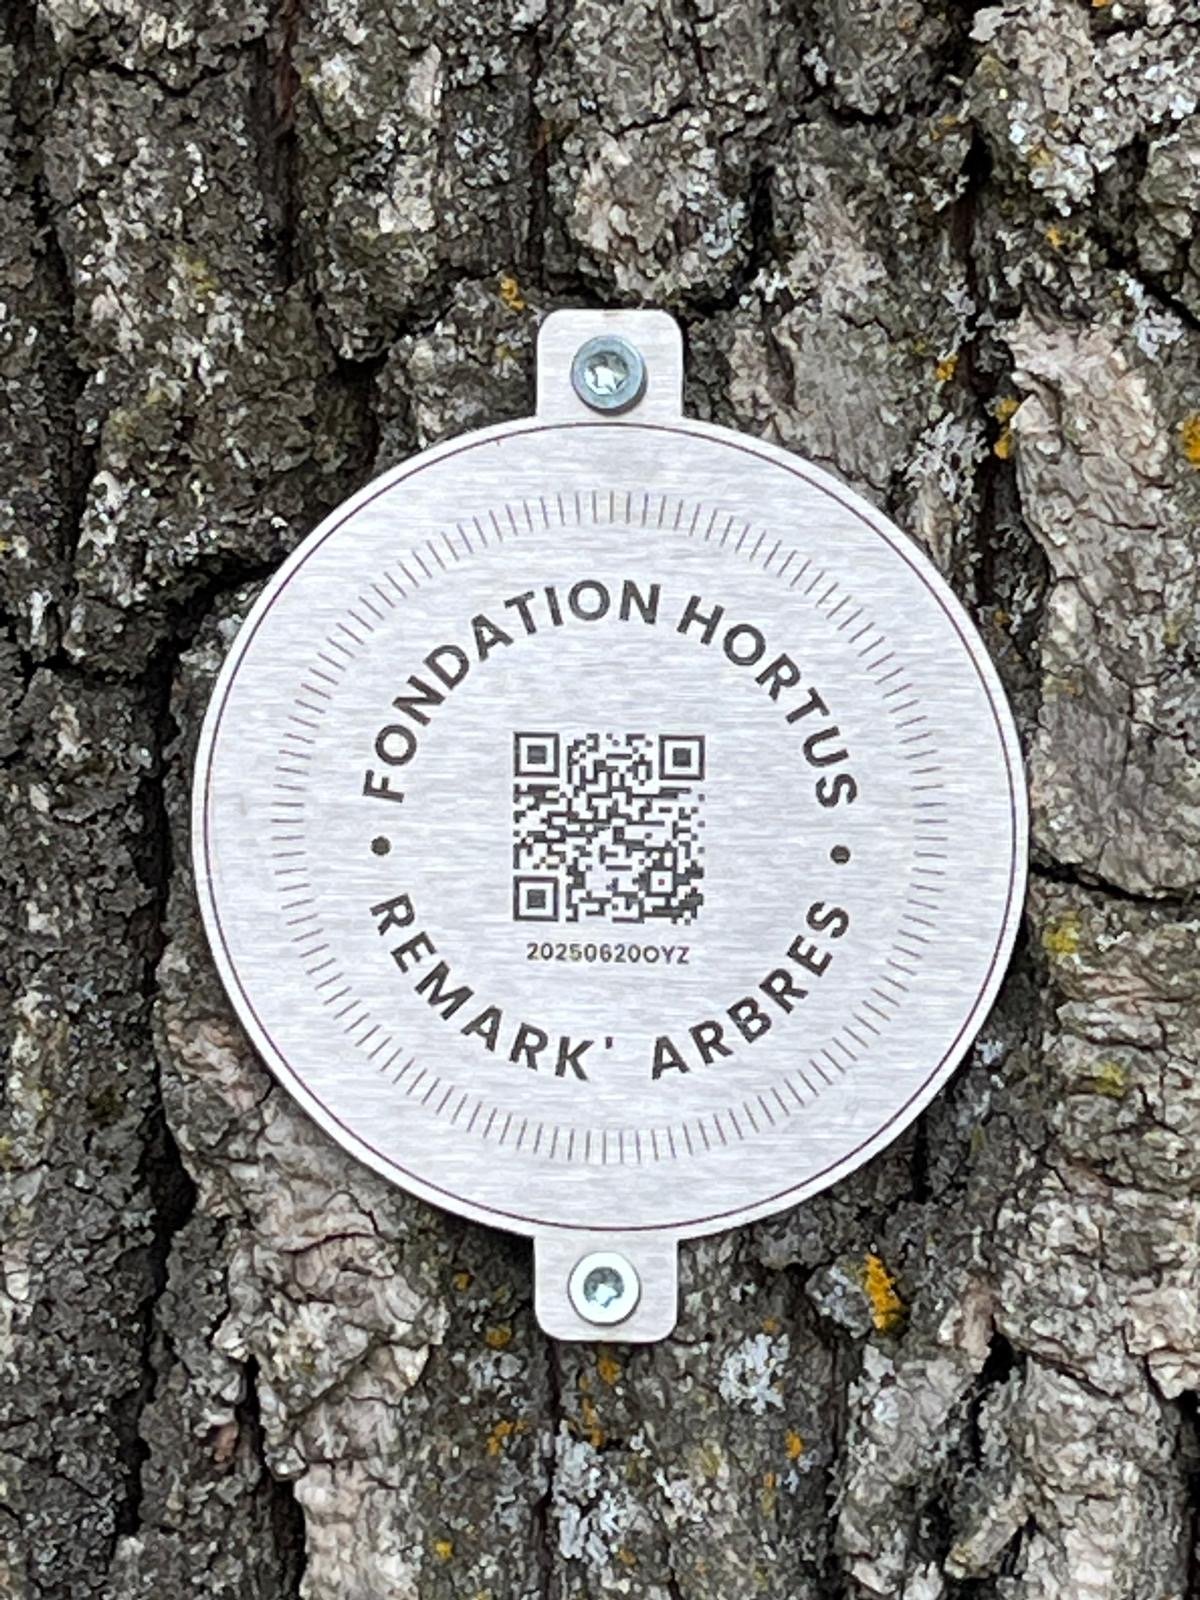 FONDATION HORTUS
20250620OYZ
REMARK' ARBRES